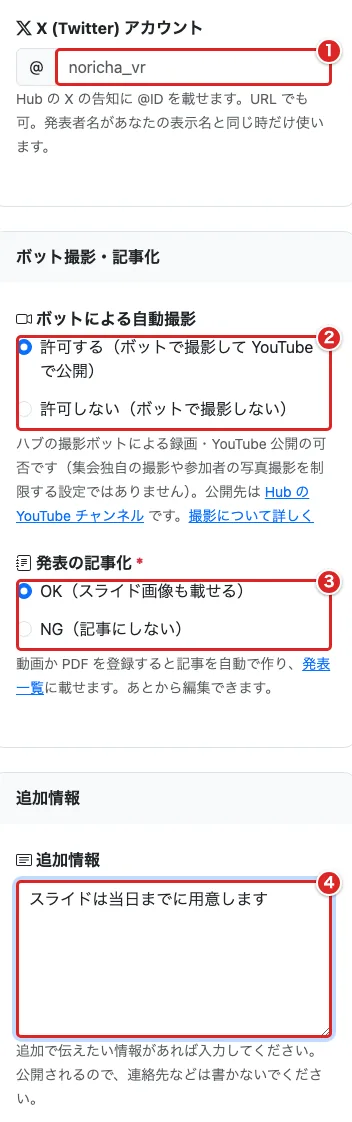 X (Twitter) アカウント
1
@ noricha_vr
Hub の X の告知に @ID を載せます。URL でも
可。発表者名があなたの表示名と同じ時だけ使い
ます。
ボット撮影・記事化
ボットによる自動撮影
2
許可する（ボットで撮影して YouTube
で公開）
許可しない（ボットで撮影しない）
ハブの撮影ボットによる録画・YouTube 公開の可
否です（集会独自の撮影や参加者の写真撮影を制
限する設定ではありません）。公開先は Hub の
YouTube チャンネル です。撮影について詳しく
発表の記事化 *
3
OK（スライド画像も載せる）
NG（記事にしない）
動画か PDF を登録すると記事を自動で作り、発表
一覧に載せます。あとから編集できます。
追加情報
追加情報
4
スライドは当日までに用意します
追加で伝えたい情報があれば入力してください。
公開されるので、連絡先などは書かないでくださ
い。